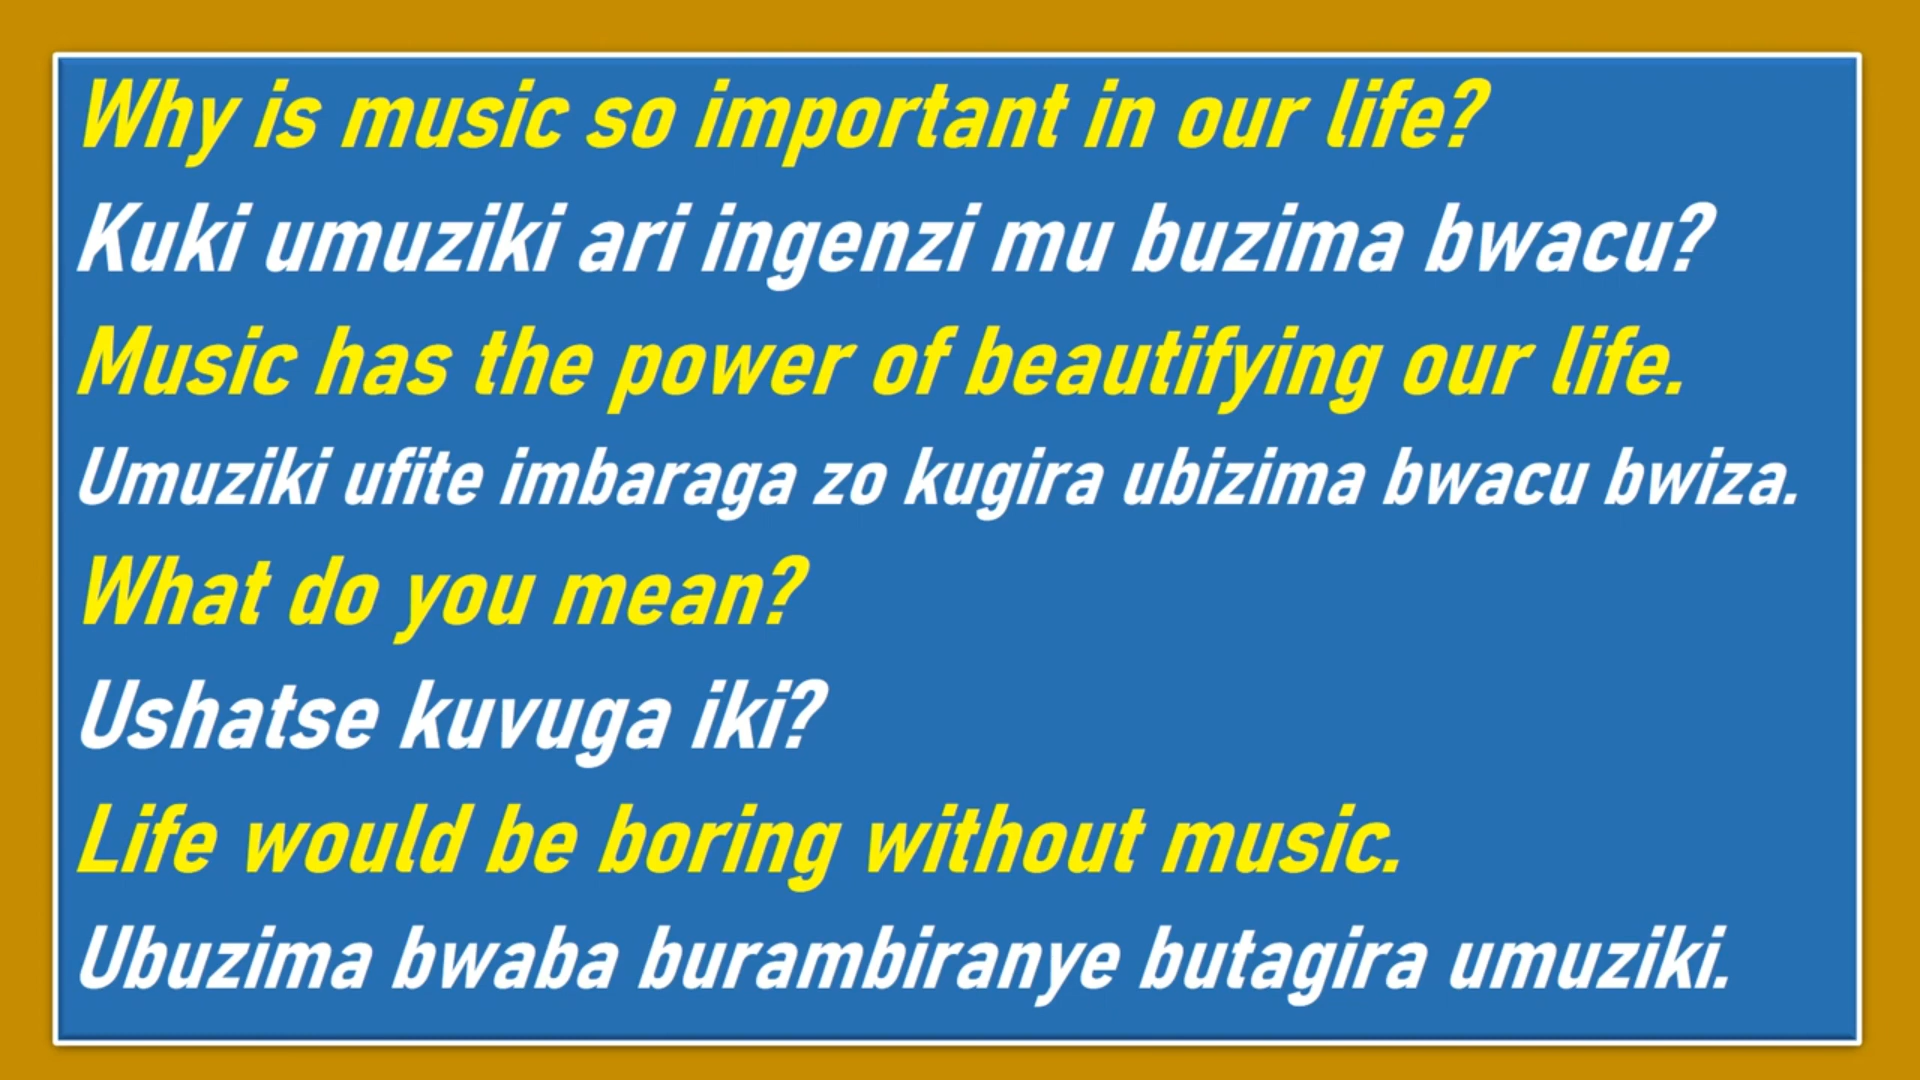 Why is music so important in our life?
Kuki umuziki ari ingenzi mu buzima bwacu?
Music has the power of beautifying our life.
Umuziki ufite imbaraga zo kugira ubizima bwacu bwiza.
What do you mean?
Ushatse kuvuga iki?
Life would be boring without music.
Ubuzima bwaba burambiranye butagira umuziki.